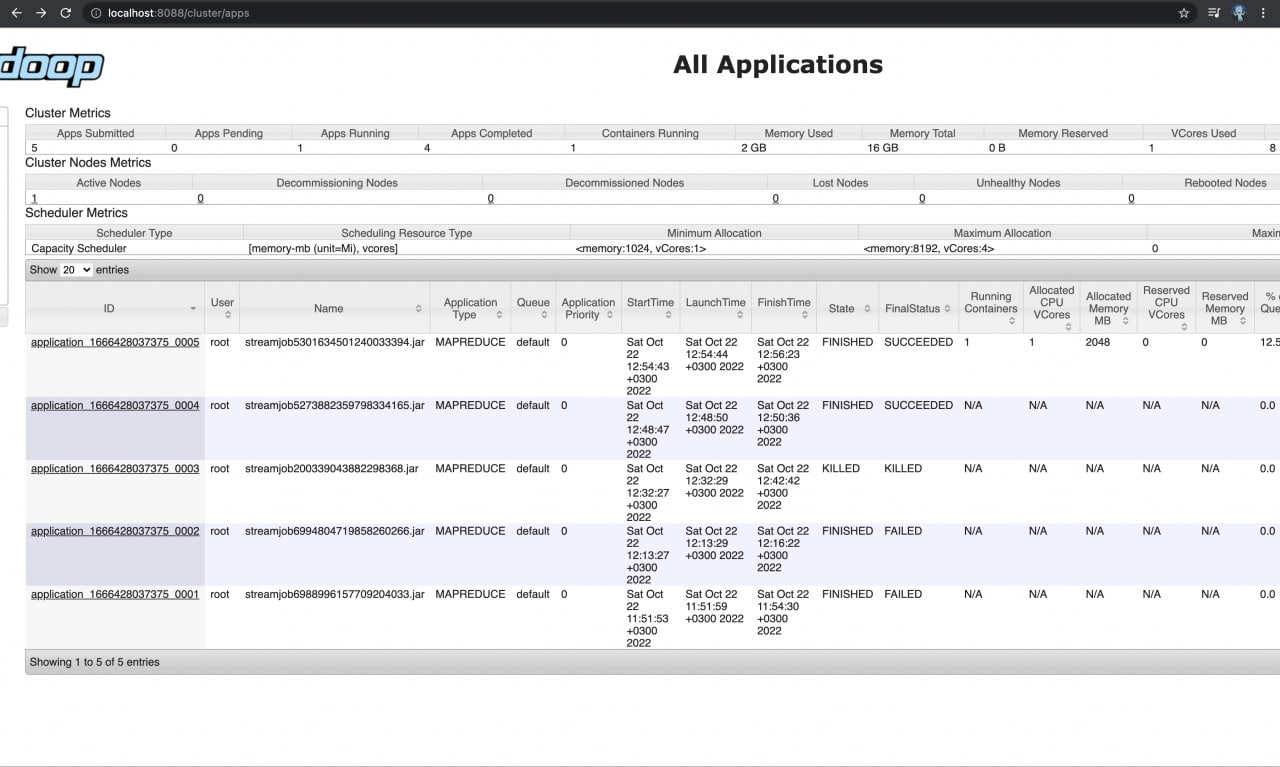 localhost:8088/cluster/apps
doop
All Applications
Cluster Metrics
Apps Submitted Apps Pending Apps Running Apps Completed Containers Running Memory Used Memory Total Memory Reserved VCores Used
5 0 1 4 1 2 GB 16 GB 0 B 1 8
Cluster Nodes Metrics
Active Nodes Decommissioning Nodes Decommissioned Nodes Lost Nodes Unhealthy Nodes Rebooted Nodes
1 0 0 0 0 0
Scheduler Metrics
Scheduler Type Scheduling Resource Type Minimum Allocation Maximum Allocation Maxin
Capacity Scheduler [memory-mb (unit=Mi), vcores] <memory:1024, vCores:1> <memory:8192, vCores:4> 0
Show 20 entries
ID User Name Application Type Queue Application Priority StartTime LaunchTime FinishTime State FinalStatus Running Containers Allocated CPU VCores Allocated Memory MB Reserved CPU VCores Reserved Memory MB % Que
application_1666428037375_0005 root streamjob5301634501240033394.jar MAPREDUCE default 0 Sat Oct 22 12:54:43 +0300 2022 Sat Oct 22 12:54:44 +0300 2022 Sat Oct 22 12:56:23 +0300 2022 FINISHED SUCCEEDED 1 1 2048 0 0 12.5
application_1666428037375_0004 root streamjob5273882359798334165.jar MAPREDUCE default 0 Sat Oct 22 12:48:47 +0300 2022 Sat Oct 22 12:48:50 +0300 2022 Sat Oct 22 12:50:36 +0300 2022 FINISHED SUCCEEDED N/A N/A N/A N/A N/A 0.0
application_1666428037375_0003 root streamjob200339043882298368.jar MAPREDUCE default 0 Sat Oct 22 12:32:27 +0300 2022 Sat Oct 22 12:32:29 +0300 2022 Sat Oct 22 12:42:42 +0300 2022 KILLED KILLED N/A N/A N/A N/A N/A 0.0
application_1666428037375_0002 root streamjob6994804719858260266.jar MAPREDUCE default 0 Sat Oct 22 12:13:27 +0300 2022 Sat Oct 22 12:13:29 +0300 2022 Sat Oct 22 12:16:22 +0300 2022 FINISHED FAILED N/A N/A N/A N/A N/A 0.0
application_1666428037375_0001 root streamjob6988996157709204033.jar MAPREDUCE default 0 Sat Oct 22 11:51:53 +0300 2022 Sat Oct 22 11:51:59 +0300 2022 Sat Oct 22 11:54:30 +0300 2022 FINISHED FAILED N/A N/A N/A N/A N/A 0.0
Showing 1 to 5 of 5 entries